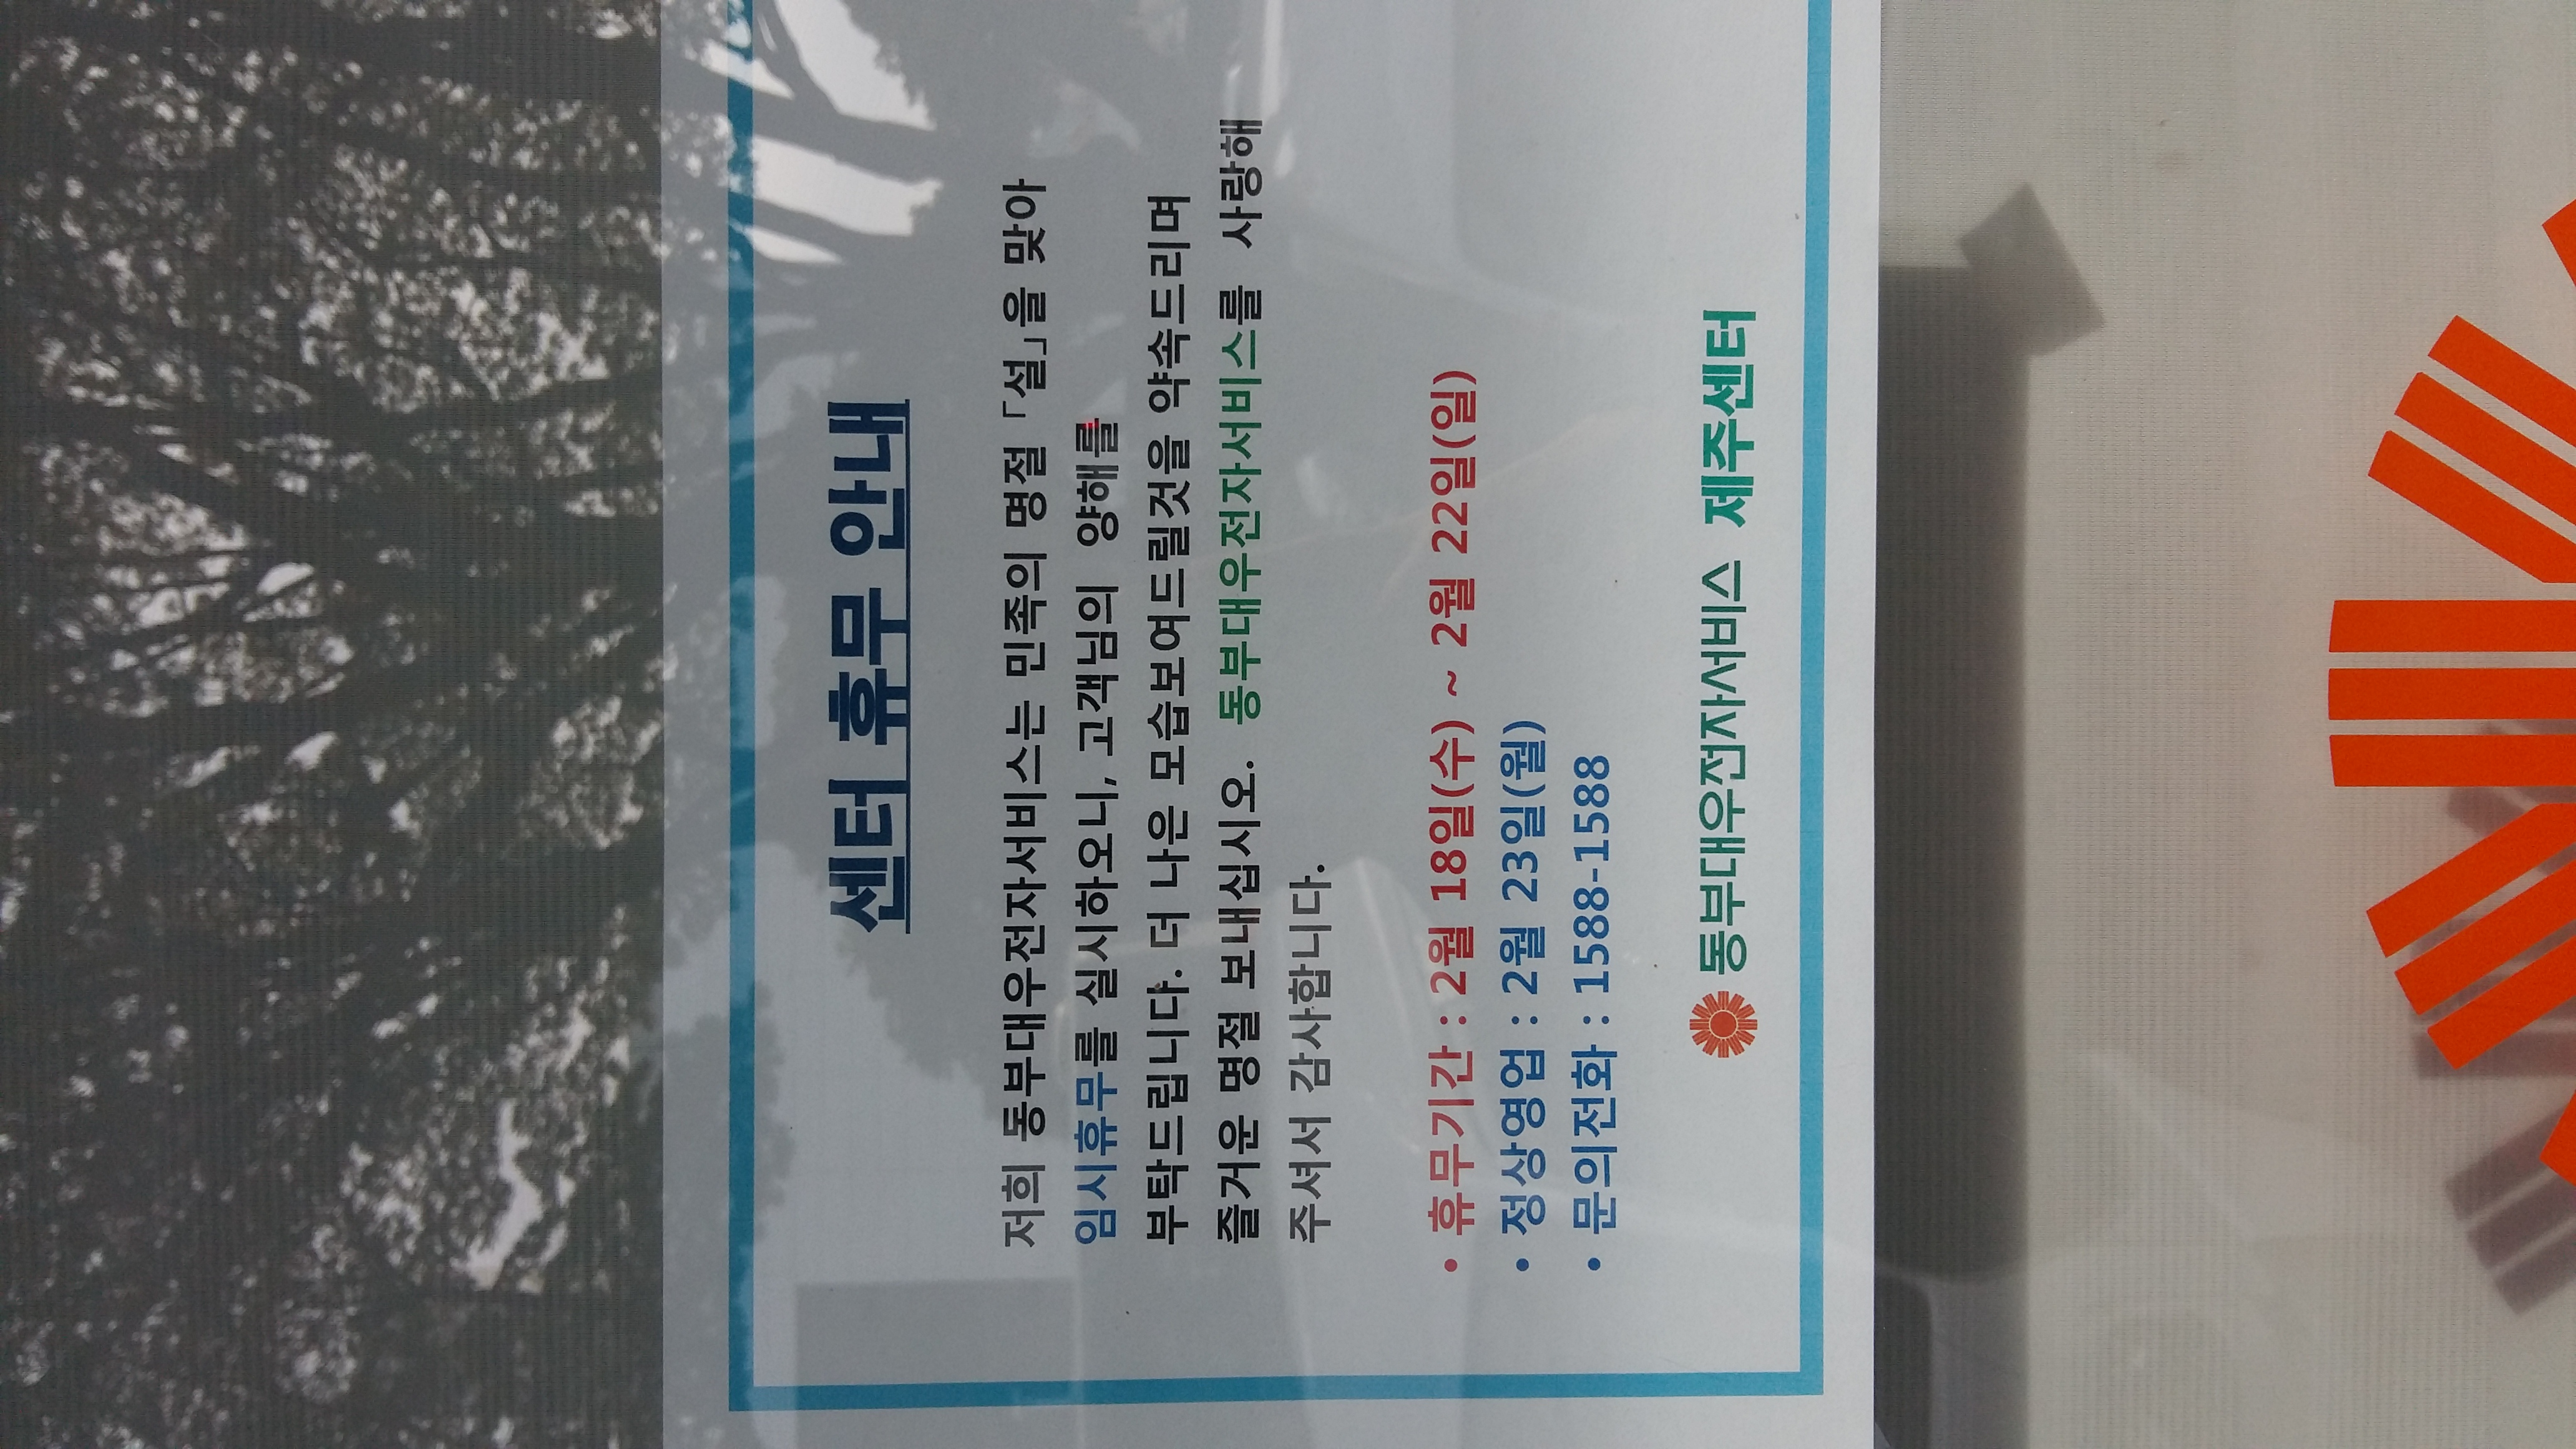 센터 휴무 안내
저희 동부대우전자서비스는 민족의 명절 「설」을 맞아
임시휴무를 실시하오니, 고객님의 양해를
부탁드립니다. 더 나은 모습보여드릴것을 약속드리며
즐거운 명절 보내십시오. 동부대우전자서비스를 사랑해
주셔서 감사합니다.
• 휴무기간 : 2월 18일(수) ~ 2월 22일(일)
• 정상영업 : 2월 23일(월)
• 문의전화 : 1588-1588
동부대우전자서비스 제주센터